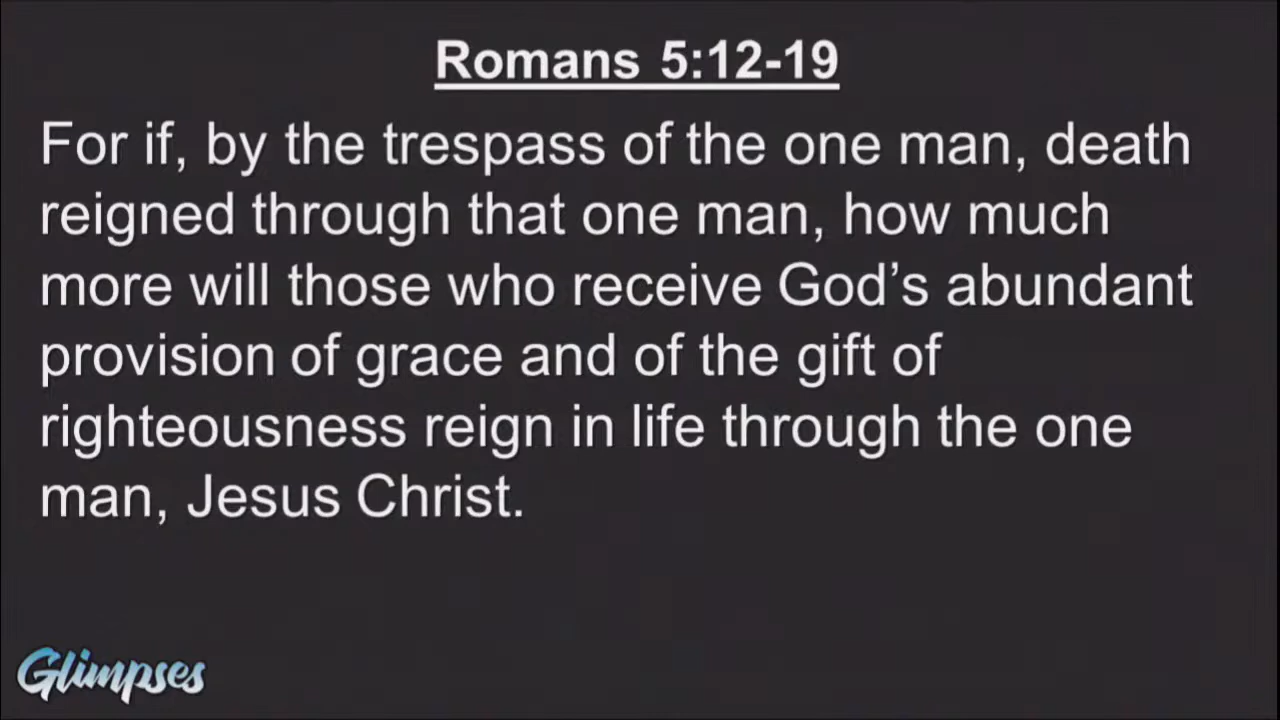 Romans 5:12-19
For if, by the trespass of the one man, death
reigned through that one man, how much
more will those who receive God’s abundant
provision of grace and of the gift of
righteousness reign in life through the one
man, Jesus Christ.
Glimpses